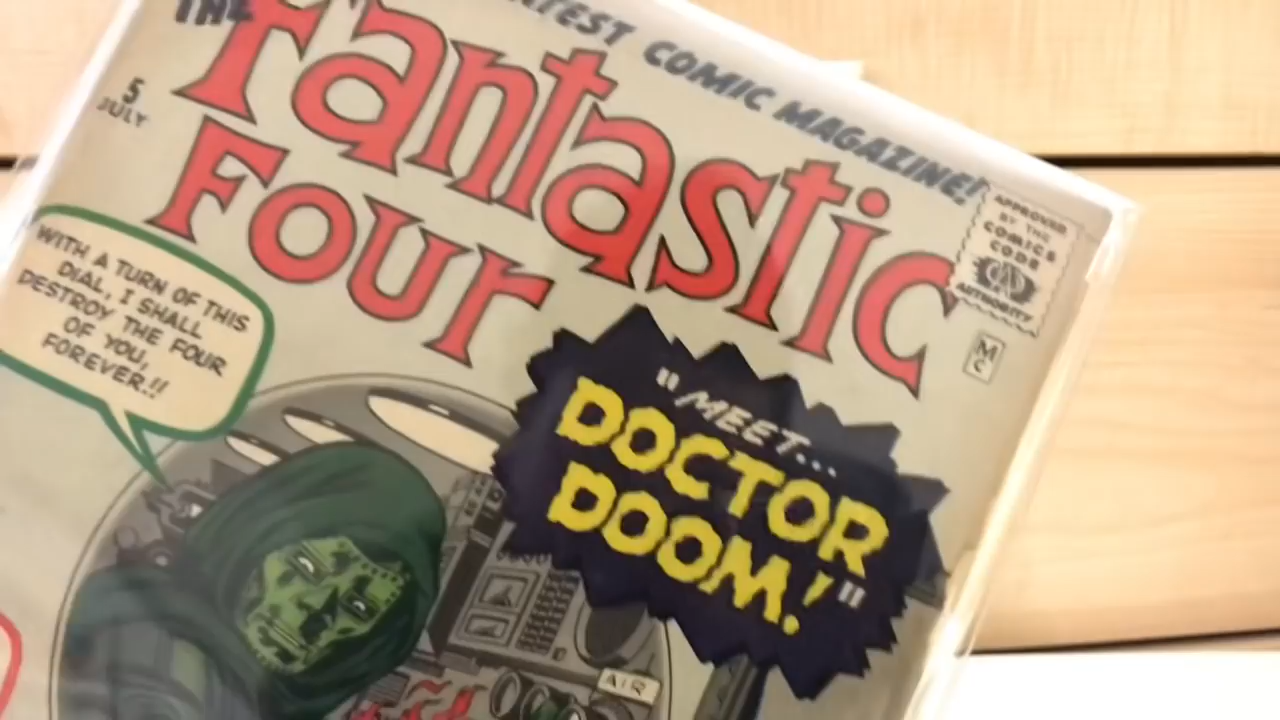 THE
COMIC MAGAZINE!
Fantastic
Four
5
JULY
APPROVED
BY THE
COMICS
CODE
CA
AUTHORITY
M
C
WITH A TURN OF THIS
DIAL, I SHALL
DESTROY THE FOUR
OF YOU,
FOREVER!!
"MEET...
DOCTOR
DOOM!"
AIR